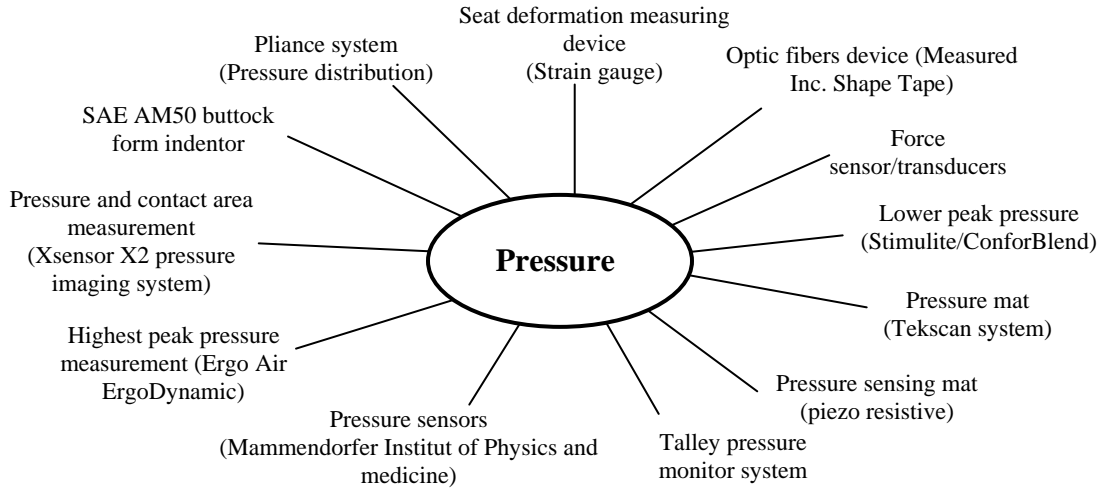 Seat deformation measuring
device
(Strain gauge)
Pliance system
(Pressure distribution)
Optic fibers device (Measured
Inc. Shape Tape)
SAE AM50 buttock
form indentor
Force
sensor/transducers
Pressure and contact area
measurement
(Xsensor X2 pressure
imaging system)
Lower peak pressure
(Stimulite/ConforBlend)
Pressure
Pressure mat
(Tekscan system)
Highest peak pressure
measurement (Ergo Air
ErgoDynamic)
Pressure sensing mat
(piezo resistive)
Pressure sensors
(Mammendorfer Institut of Physics and
medicine)
Talley pressure
monitor system